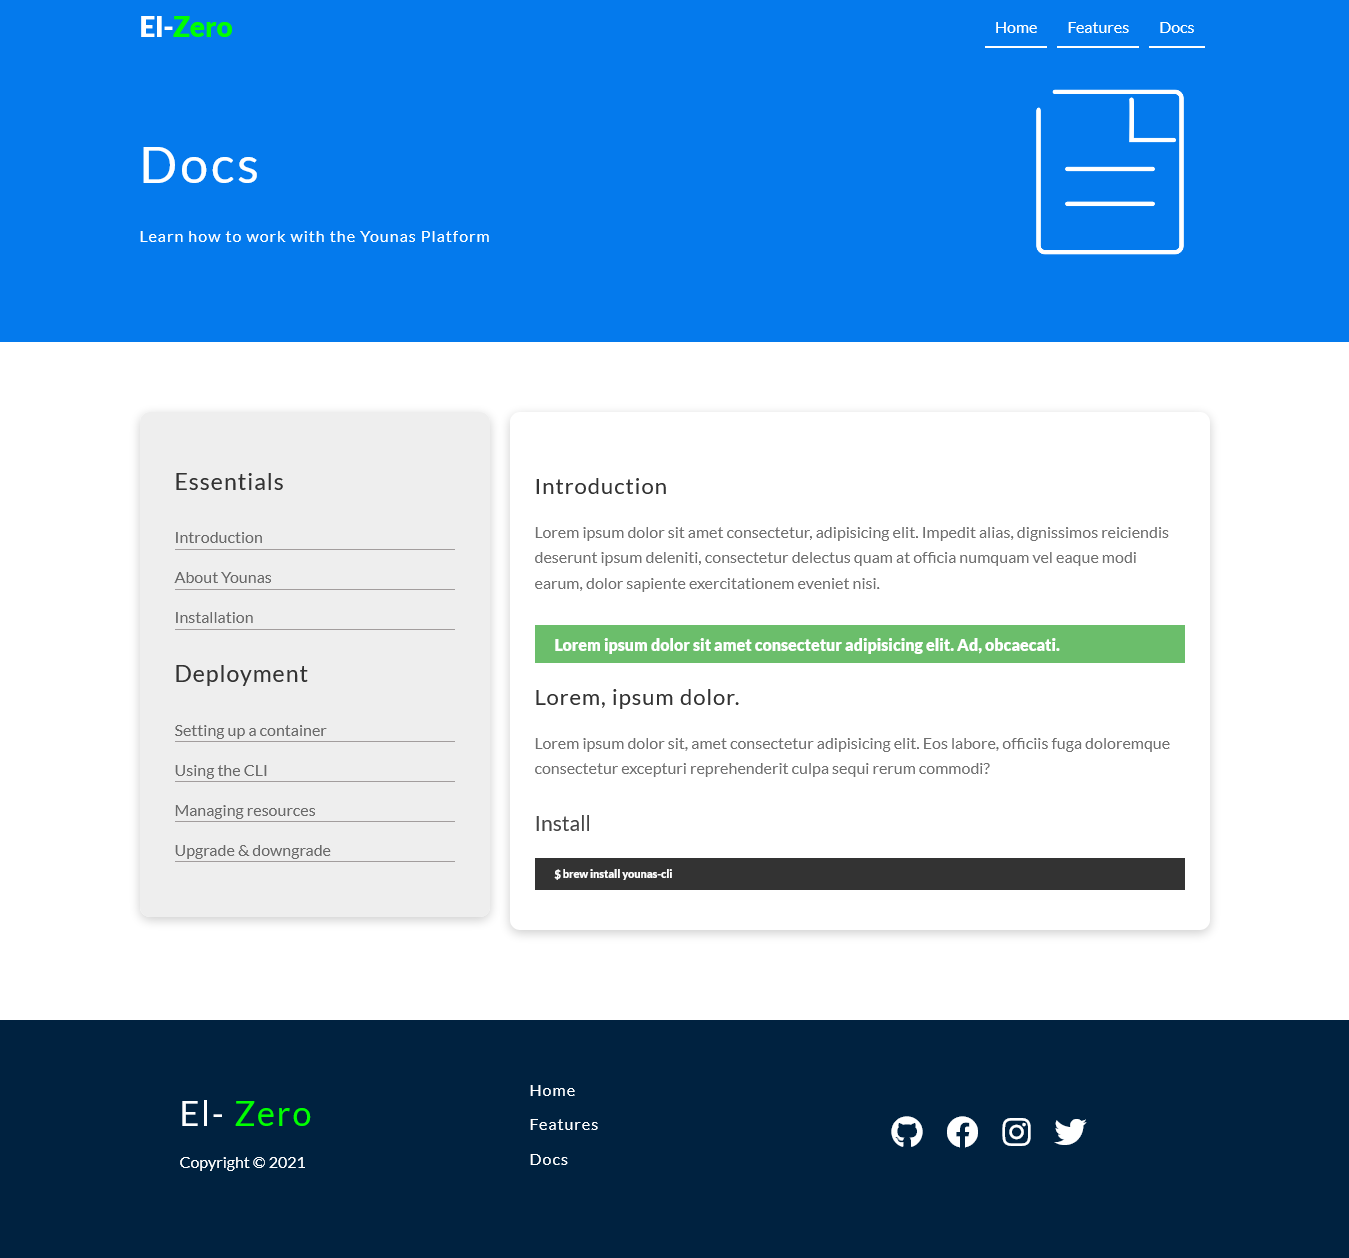 El-Zero
Home Features Docs
Docs
Learn how to work with the Younas Platform
Essentials
Introduction
About Younas
Installation
Deployment
Setting up a container
Using the CLI
Managing resources
Upgrade & downgrade
Introduction
Lorem ipsum dolor sit amet consectetur, adipisicing elit. Impedit alias, dignissimos reiciendis
deserunt ipsum deleniti, consectetur delectus quam at officia numquam vel eaque modi
earum, dolor sapiente exercitationem eveniet nisi.
Lorem ipsum dolor sit amet consectetur adipisicing elit. Ad, obcaecati.
Lorem, ipsum dolor.
Lorem ipsum dolor sit, amet consectetur adipisicing elit. Eos labore, officiis fuga doloremque
consectetur excepturi reprehenderit culpa sequi rerum commodi?
Install
$ brew install younas-cli
El- Zero
Copyright © 2021
Home
Features
Docs